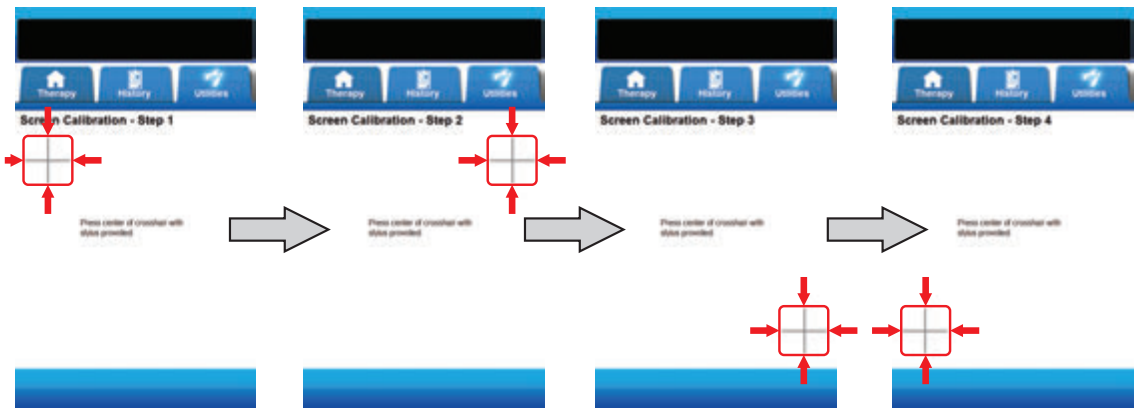 Therapy History Utilities
Screen Calibration - Step 1
Press center of crosshair with
stylus provided
Therapy History Utilities
Screen Calibration - Step 2
Press center of crosshair with
stylus provided
Therapy History Utilities
Screen Calibration - Step 3
Press center of crosshair with
stylus provided
Therapy History Utilities
Screen Calibration - Step 4
Press center of crosshair with
stylus provided